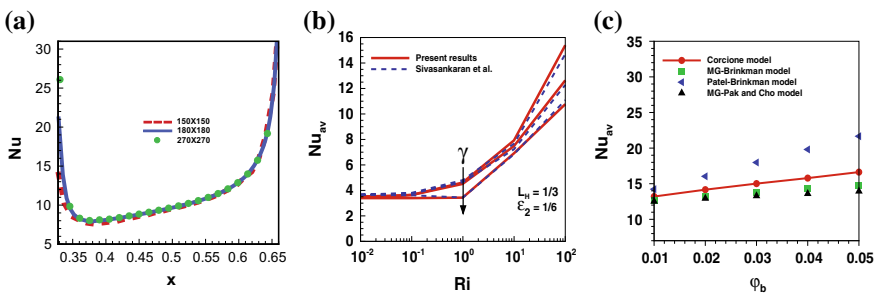 (a)
Nu
30
25
20
15
10
5
150X150
180X180
270X270
0.35 0.4 0.45 0.5 0.55 0.6 0.65
x
(b)
Nu_av
16
14
12
10
8
6
4
2
0
Present results
Sivasankaran et al.
γ
L_H = 1/3
Ɛ_2 = 1/6
10^-2 10^-1 10^0 10^1 10^2
Ri
(c)
Nu_av
40
35
30
25
20
15
10
Corcione model
MG-Brinkman model
Patel-Brinkman model
MG-Pak and Cho model
0.01 0.02 0.03 0.04 0.05
φ_b